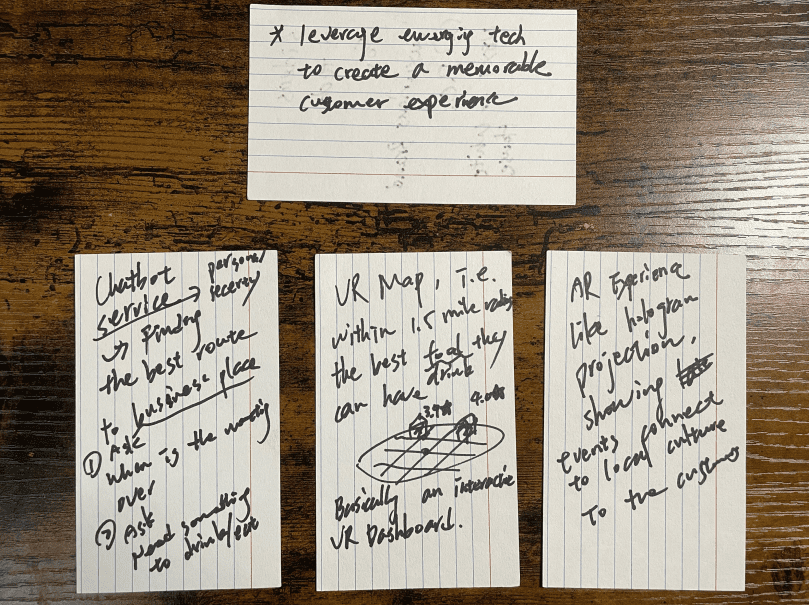 * leverage emerging tech
to create a memorable
customer experience
Chatbot
service → personal
security
→ Finding
the best route
to business place
① Ask
when is the meeting
over
② Ask
Need something
to drink/eat
VR Map, i.e.
within 1.5 mile radius
the best food they
drink
can have
3.9☆ 4.0☆
Basically an interactive
VR Dashboard.
AR Experience
like hologram
projection,
showing
events connect
to local culture
to the customers